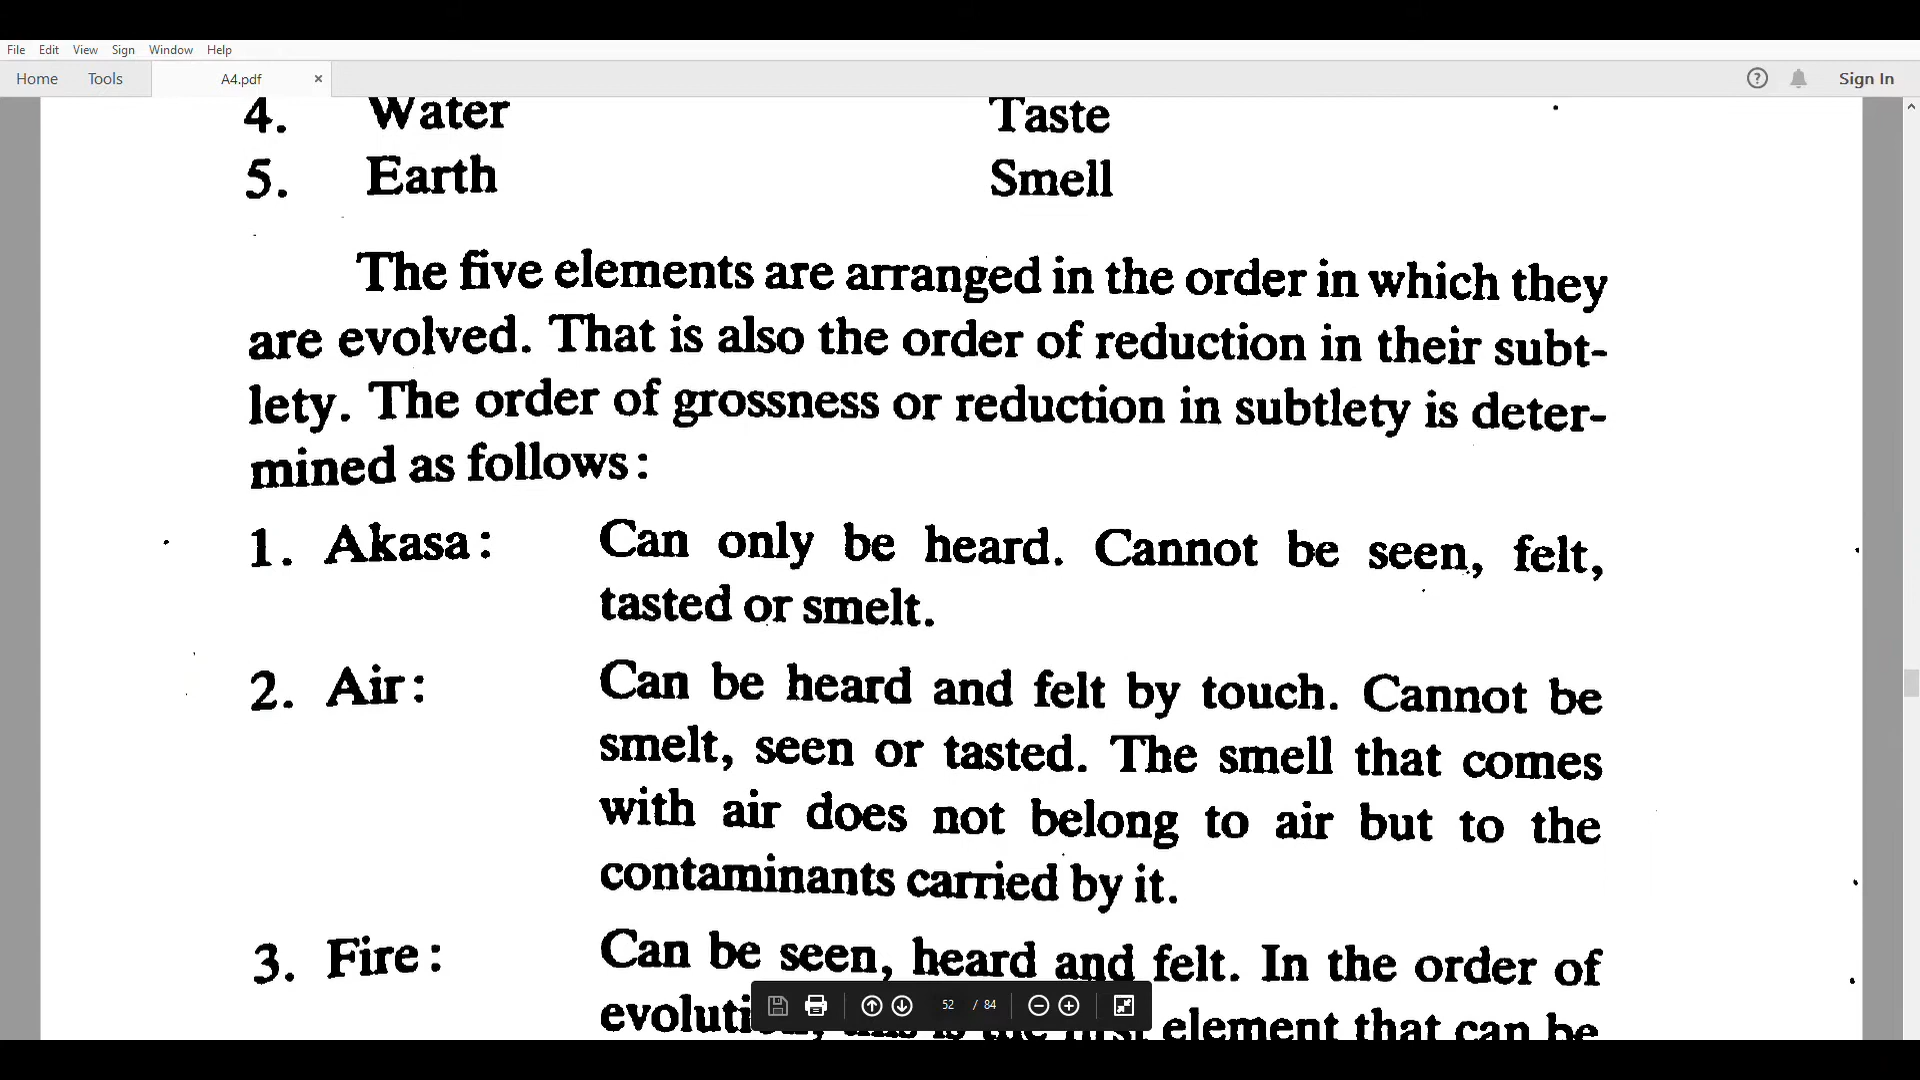 File Edit View Sign Window Help
Home Tools A4.pdf × ? Sign In
4. Water Taste
5. Earth Smell
The five elements are arranged in the order in which they
are evolved. That is also the order of reduction in their subt-
lety. The order of grossness or reduction in subtlety is deter-
mined as follows:
1. Akasa: Can only be heard. Cannot be seen, felt,
tasted or smelt.
2. Air: Can be heard and felt by touch. Cannot be
smelt, seen or tasted. The smell that comes
with air does not belong to air but to the
contaminants carried by it.
3. Fire: Can be seen, heard and felt. In the order of
element that can be
52 / 84